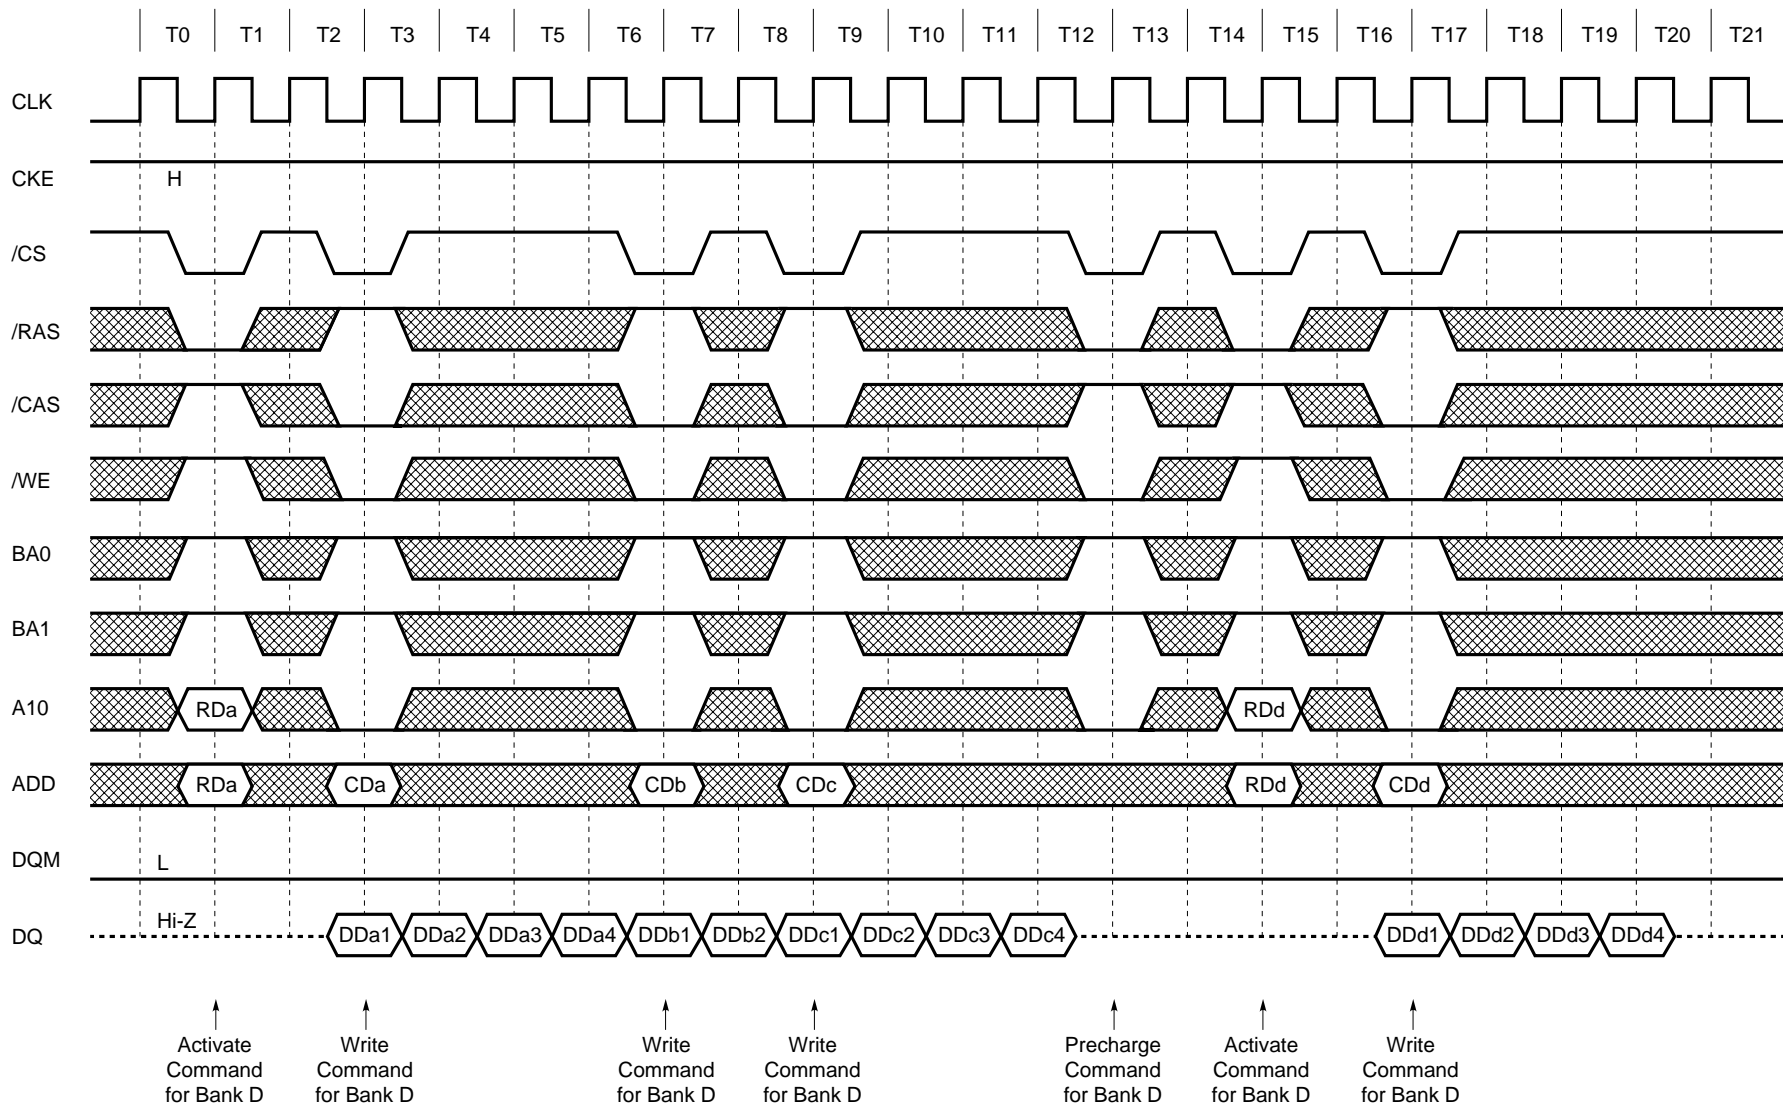 T0 T1 T2 T3 T4 T5 T6 T7 T8 T9 T10 T11 T12 T13 T14 T15 T16 T17 T18 T19 T20 T21
CLK
CKE H
/CS
/RAS
/CAS
/WE
BA0
BA1
A10 RDa RDd
ADD RDa CDa CDb CDc RDd CDd
DQM L
DQ Hi-Z DDa1 DDa2 DDa3 DDa4 DDb1 DDb2 DDc1 DDc2 DDc3 DDc4 DDd1 DDd2 DDd3 DDd4
Activate
Command
for Bank D
Write
Command
for Bank D
Write
Command
for Bank D
Write
Command
for Bank D
Precharge
Command
for Bank D
Activate
Command
for Bank D
Write
Command
for Bank D